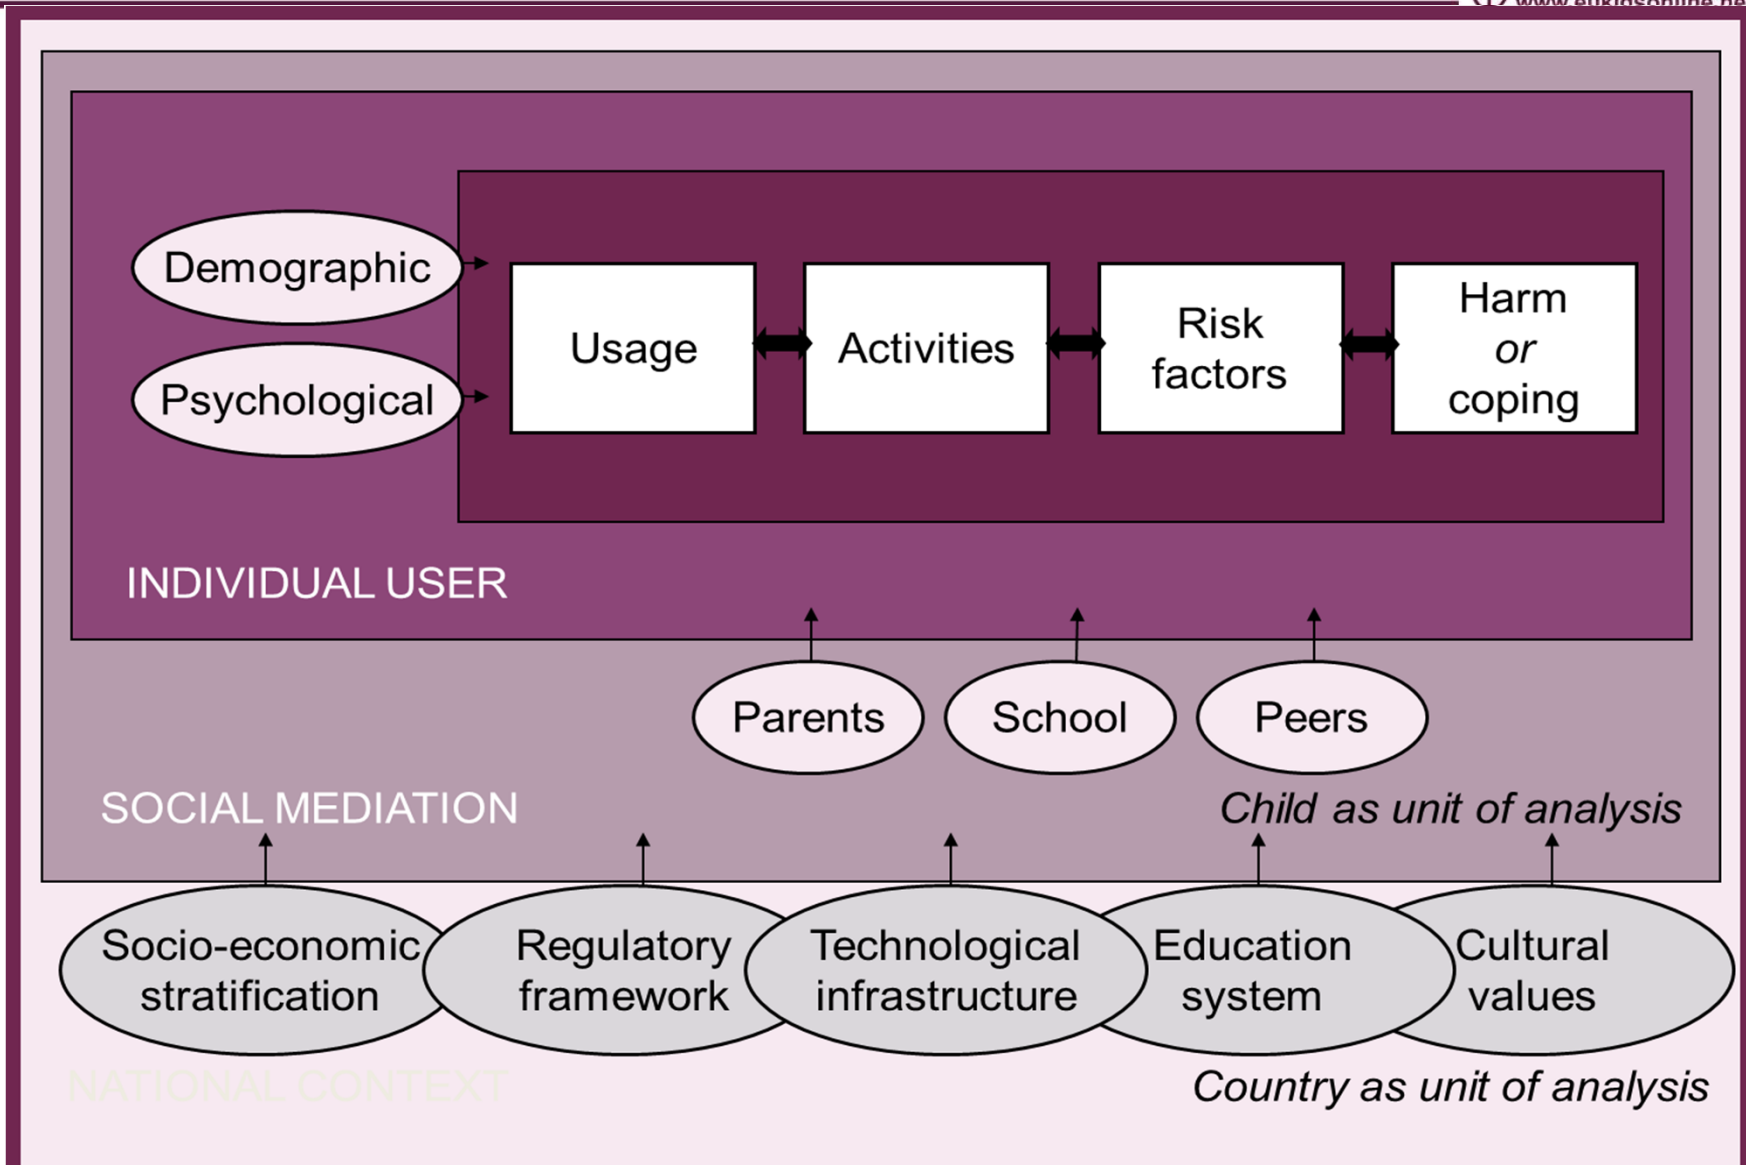 Demographic
Psychological
Usage
Activities
Risk
factors
Harm
or
coping
INDIVIDUAL USER
Parents
School
Peers
SOCIAL MEDIATION
Child as unit of analysis
Socio-economic
stratification
Regulatory
framework
Technological
infrastructure
Education
system
Cultural
values
NATIONAL CONTEXT
Country as unit of analysis